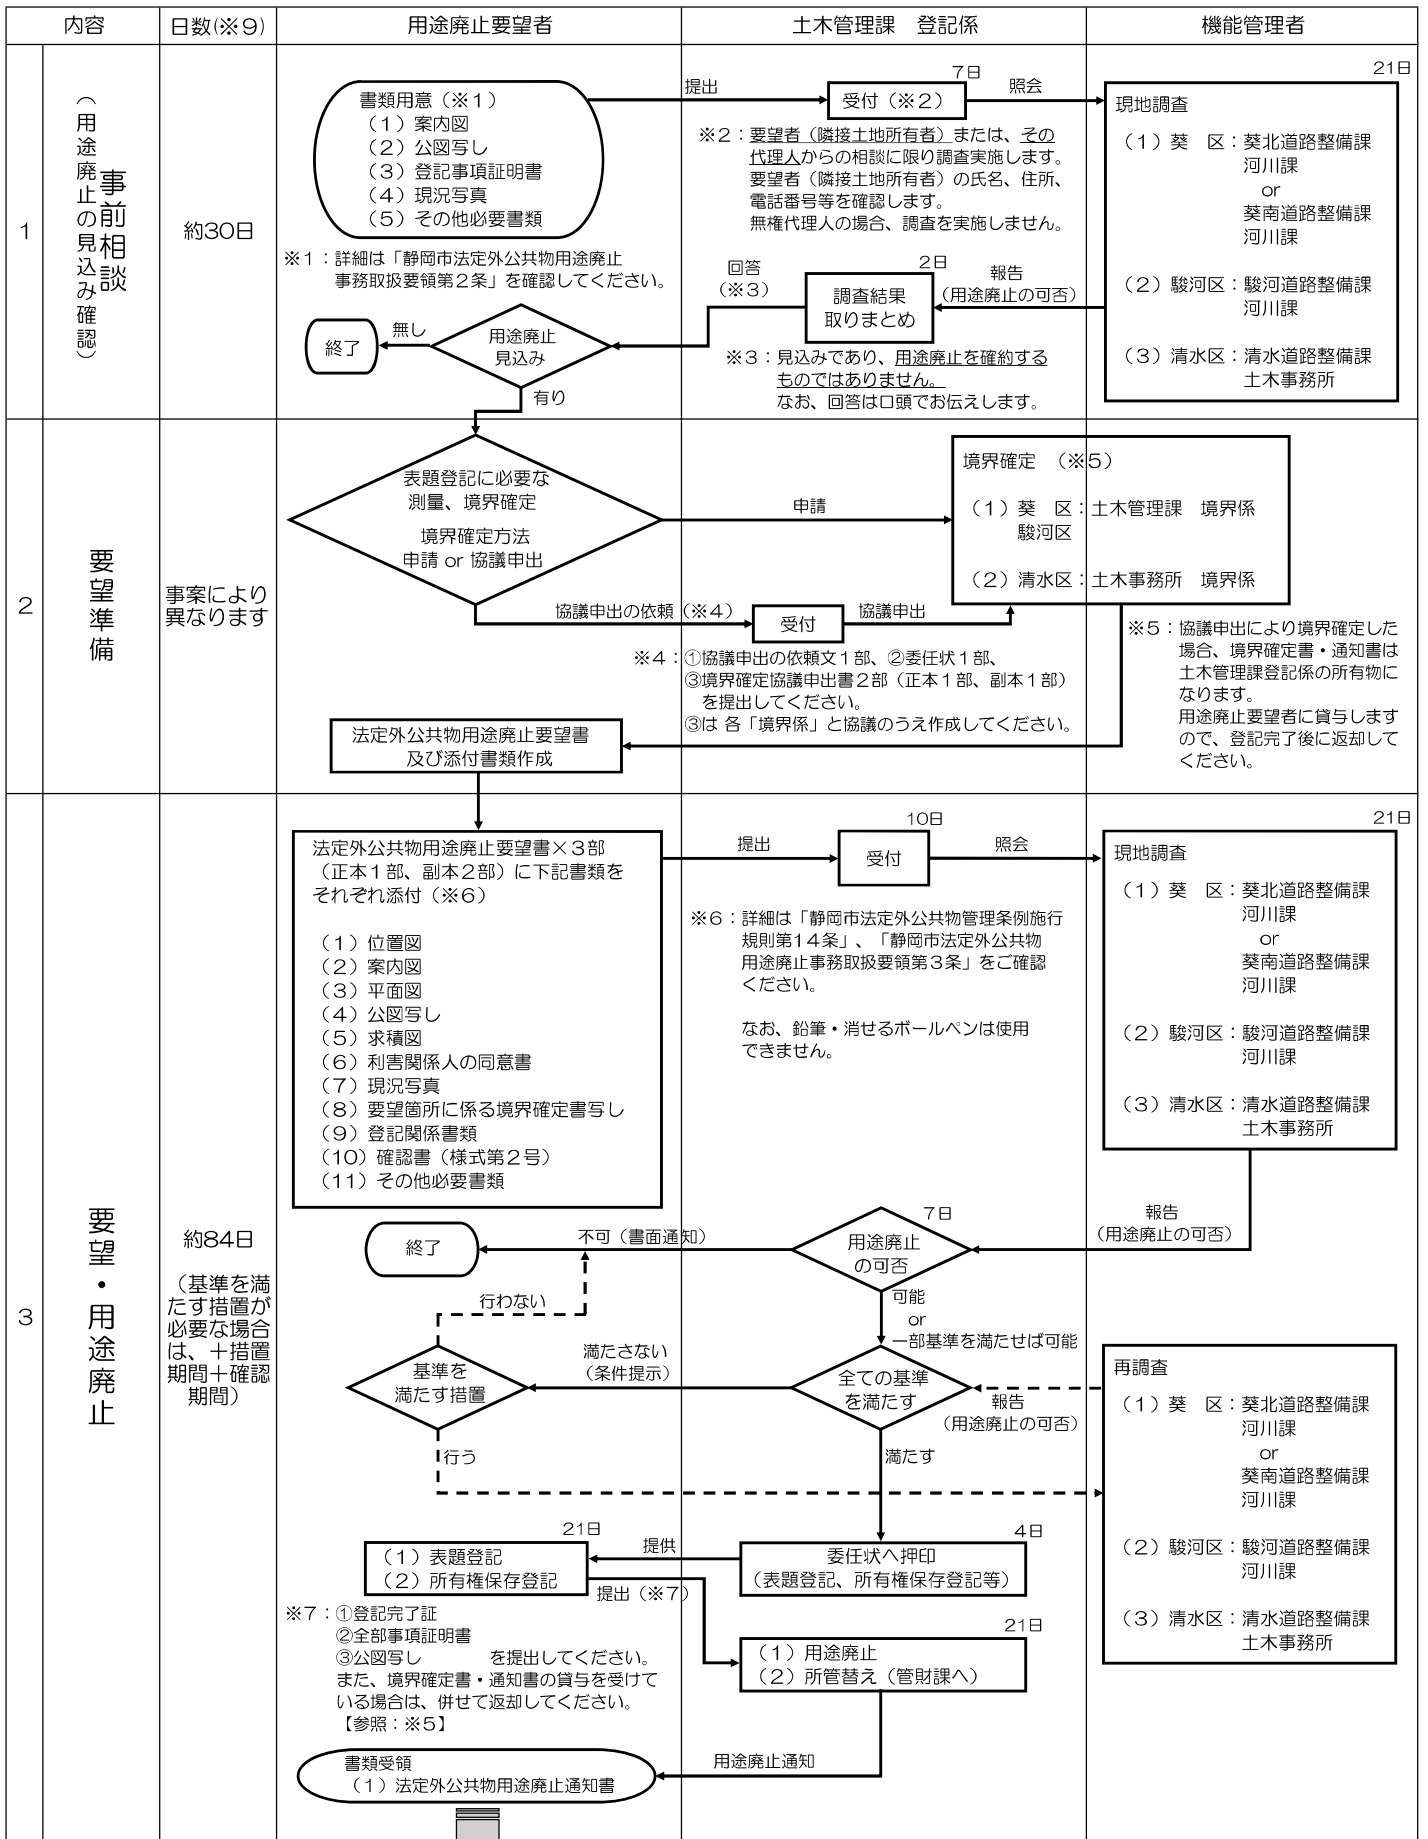 内容
日数(※9)
用途廃止要望者
土木管理課　登記係
機能管理者
1
事前相談
（用途廃止の見込み確認）
約30日
書類用意（※1）
（1）案内図
（2）公図写し
（3）登記事項証明書
（4）現況写真
（5）その他必要書類
※1：詳細は「静岡市法定外公共物用途廃止
事務取扱要領第2条」を確認してください。
提出
7日
受付（※2）
照会
※2：要望者（隣接土地所有者）または、その
代理人からの相談に限り調査実施します。
要望者（隣接土地所有者）の氏名、住所、
電話番号等を確認します。
無権代理人の場合、調査を実施しません。
21日
現地調査
（1）葵　区：葵北道路整備課
河川課
or
葵南道路整備課
河川課
（2）駿河区：駿河道路整備課
河川課
（3）清水区：清水道路整備課
土木事務所
報告
（用途廃止の可否）
2日
調査結果
取りまとめ
回答
（※3）
※3：見込みであり、用途廃止を確約する
ものではありません。
なお、回答は口頭でお伝えします。
用途廃止
見込み
無し
終了
有り
2
要望準備
事案により
異なります
表題登記に必要な
測量、境界確定
境界確定方法
申請 or 協議申出
申請
協議申出の依頼（※4）
受付
協議申出
境界確定　（※5）
（1）葵　区：土木管理課　境界係
駿河区
（2）清水区：土木事務所　境界係
※4：①協議申出の依頼文1部、②委任状1部、
③境界確定協議申出書2部（正本1部、副本1部）
を提出してください。
③は 各「境界係」と協議のうえ作成してください。
※5：協議申出により境界確定した
場合、境界確定書・通知書は
土木管理課登記係の所有物に
なります。
用途廃止要望者に貸与します
ので、登記完了後に返却して
ください。
法定外公共物用途廃止要望書
及び添付書類作成
3
要望・用途廃止
約84日
（基準を満
たす措置が
必要な場合
は、＋措置
期間＋確認
期間）
法定外公共物用途廃止要望書×3部
（正本1部、副本2部）に下記書類を
それぞれ添付（※6）
（1）位置図
（2）案内図
（3）平面図
（4）公図写し
（5）求積図
（6）利害関係人の同意書
（7）現況写真
（8）要望箇所に係る境界確定書写し
（9）登記関係書類
（10）確認書（様式第2号）
（11）その他必要書類
提出
10日
受付
照会
※6：詳細は「静岡市法定外公共物管理条例施行
規則第14条」、「静岡市法定外公共物
用途廃止事務取扱要領第3条」をご確認
ください。
なお、鉛筆・消せるボールペンは使用
できません。
21日
現地調査
（1）葵　区：葵北道路整備課
河川課
or
葵南道路整備課
河川課
（2）駿河区：駿河道路整備課
河川課
（3）清水区：清水道路整備課
土木事務所
報告
（用途廃止の可否）
7日
用途廃止
の可否
不可（書面通知）
終了
可能
or
一部基準を満たせば可能
行わない
満たさない
（条件提示）
基準を
満たす措置
全ての基準
を満たす
報告
（用途廃止の可否）
再調査
（1）葵　区：葵北道路整備課
河川課
or
葵南道路整備課
河川課
（2）駿河区：駿河道路整備課
河川課
（3）清水区：清水道路整備課
土木事務所
行う
満たす
4日
委任状へ押印
（表題登記、所有権保存登記等）
提供
21日
（1）表題登記
（2）所有権保存登記
提出（※7）
※7：①登記完了証
②全部事項証明書
③公図写し　　　　を提出してください。
また、境界確定書・通知書の貸与を受けて
いる場合は、併せて返却してください。
【参照：※5】
21日
（1）用途廃止
（2）所管替え（管財課へ）
用途廃止通知
書類受領
（1）法定外公共物用途廃止通知書